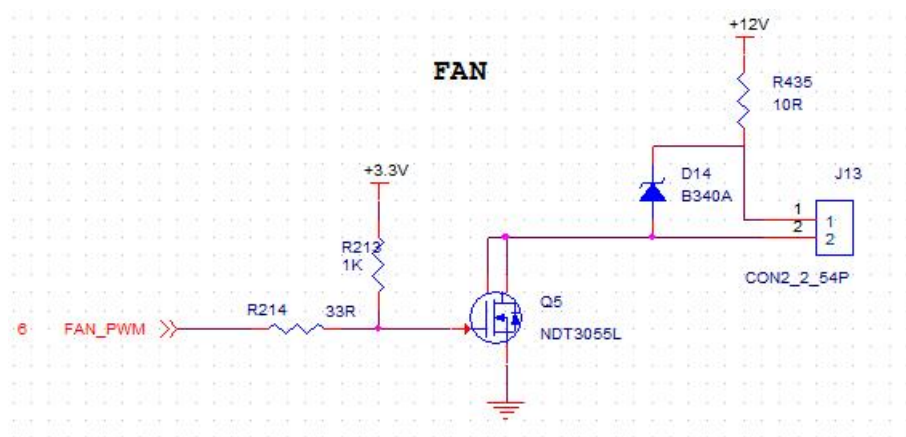 +12V
FAN
R435
10R
+3.3V
D14
B340A
J13
1
1
2
2
R213
1K
CON2_2_54P
R214
33R
Q5
6
FAN_PWM
NDT3055L